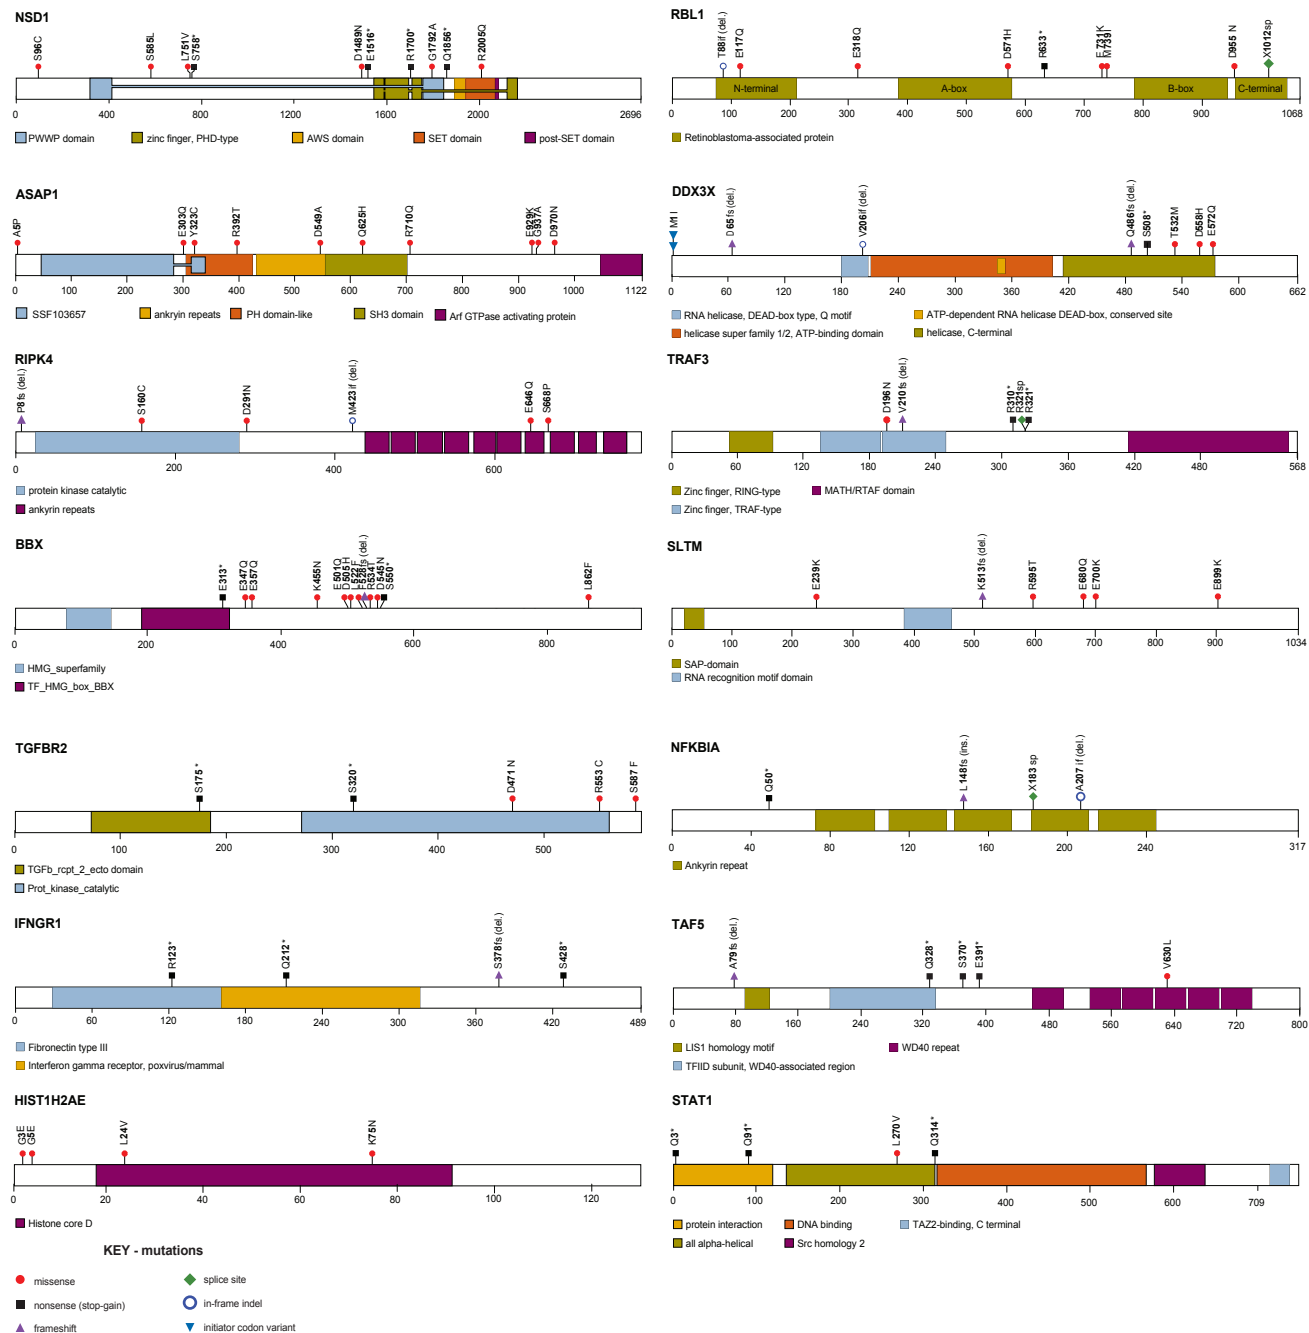 NSD1
S96C
S585L
L751V
S758*
D1489N
E1516*
R1700*
G1792A
Q1856*
R2005Q
0 400 800 1200 1600 2000 2696
PWWP domain zinc finger, PHD-type AWS domain SET domain post-SET domain
ASAP1
A5P
E303Q
Y323C
R392T
D549A
Q625H
R710Q
E929K
G937A
D970N
0 100 200 300 400 500 600 700 800 900 1000 1122
SSF103657 ankryin repeats PH domain-like SH3 domain Arf GTPase activating protein
RIPK4
P8fs (del.)
S160C
D291N
M423if (del.)
E646Q
S668P
0 200 400 600
protein kinase catalytic
ankyrin repeats
BBX
E313*
E347Q
E357Q
K455N
E501Q
D505H
L522F
F528fs (del.)
R534T
D545N
S550*
L862F
0 200 400 600 800
HMG_superfamily
TF_HMG_box_BBX
TGFBR2
S175*
S320*
D471N
R553C
S587F
0 100 200 300 400 500
TGFb_rcpt_2_ecto domain
Prot_kinase_catalytic
IFNGR1
R123*
Q212*
S378fs (del.)
S428*
0 60 120 180 240 300 360 420 489
Fibronectin type III
Interferon gamma receptor, poxvirus/mammal
HIST1H2AE
G3E
G5E
L24V
K75N
0 20 40 60 80 100 120
Histone core D
KEY - mutations
missense splice site
nonsense (stop-gain) in-frame indel
frameshift initiator codon variant
RBL1
T88if (del.)
E117Q
E318Q
D571H
R633*
E731K
M739I
D955N
X1012sp
N-terminal A-box B-box C-terminal
0 100 200 300 400 500 600 700 800 900 1068
Retinoblastoma-associated protein
DDX3X
M1I
D65fs (del.)
V206if (del.)
Q486fs (del.)
S508*
T532M
D558H
E572Q
0 60 120 180 240 300 360 420 480 540 600 662
RNA helicase, DEAD-box type, Q motif ATP-dependent RNA helicase DEAD-box, conserved site
helicase super family 1/2, ATP-binding domain helicase, C-terminal
TRAF3
D196N
V210fs (del.)
R310*
R321sp
R321*
0 60 120 180 240 300 360 420 480 568
Zinc finger, RING-type MATH/RTAF domain
Zinc finger, TRAF-type
SLTM
E239K
K513fs (del.)
R595T
E680Q
E700K
E899K
0 100 200 300 400 500 600 700 800 900 1034
SAP-domain
RNA recognition motif domain
NFKBIA
Q50*
L148fs (ins.)
X183 sp
A207 if (del.)
0 40 80 120 160 200 240 317
Ankyrin repeat
TAF5
A79fs (del.)
Q328*
S370*
E391*
V630L
0 80 160 240 320 400 480 560 640 720 800
LIS1 homology motif WD40 repeat
TFIID subunit, WD40-associated region
STAT1
Q3*
Q91*
L270V
Q314*
0 100 200 300 400 500 600 709
protein interaction DNA binding TAZ2-binding, C terminal
all alpha-helical Src homology 2